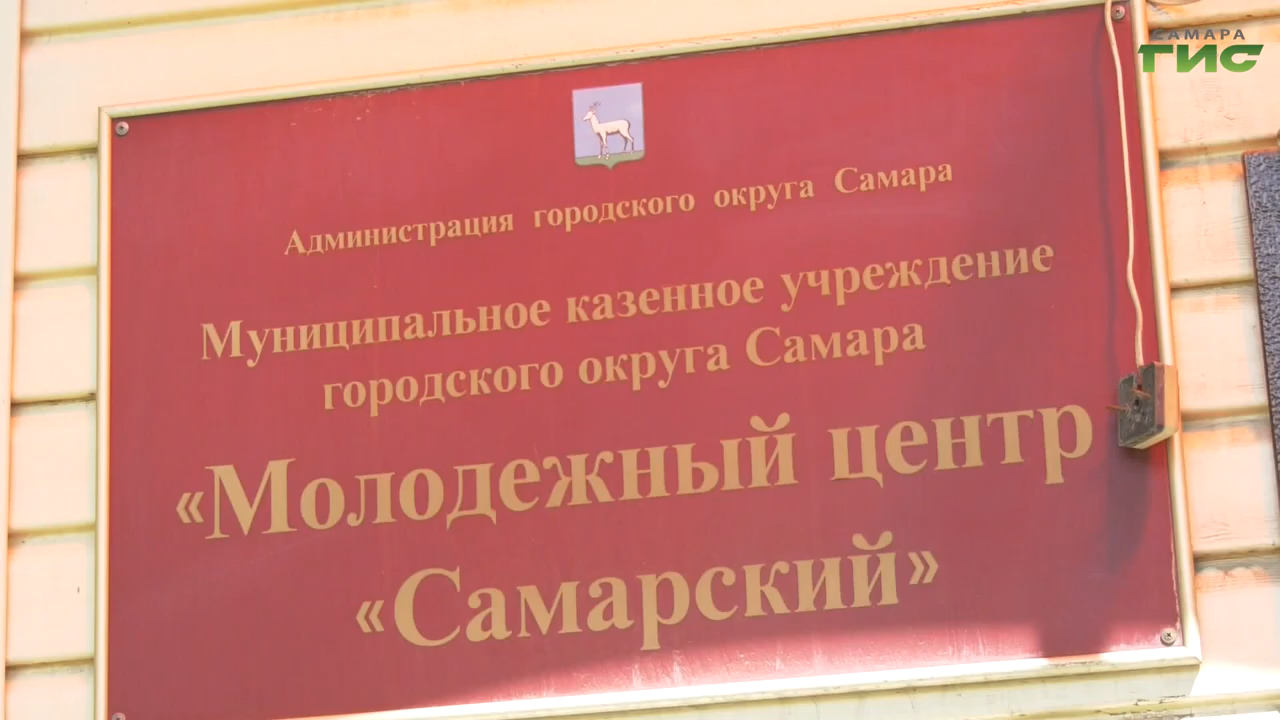 САМАРА
ГИС
Администрация городского округа Самара
Муниципальное казенное учреждение
городского округа Самара
«Молодежный центр
«Самарский»